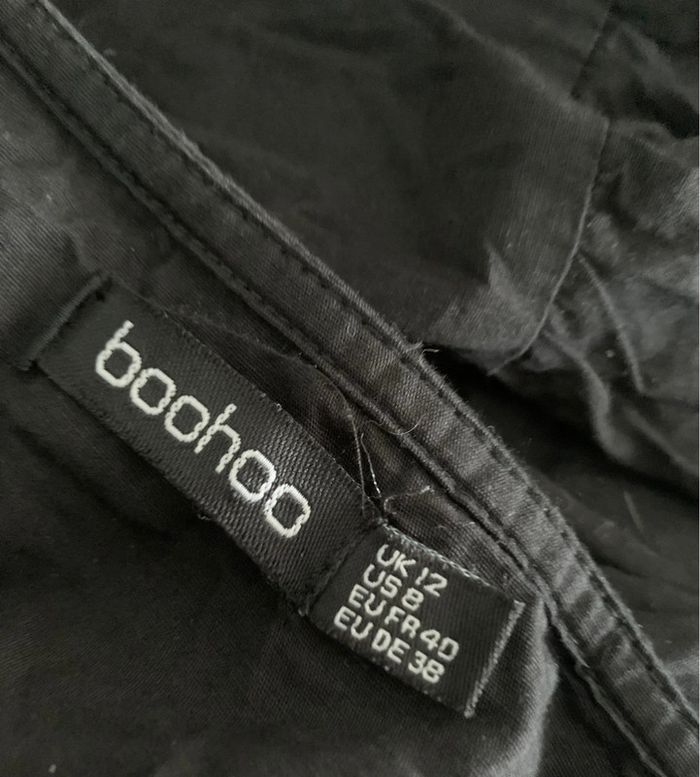 boohoo
UK 12
US 8
EU FR 40
EU DE 38